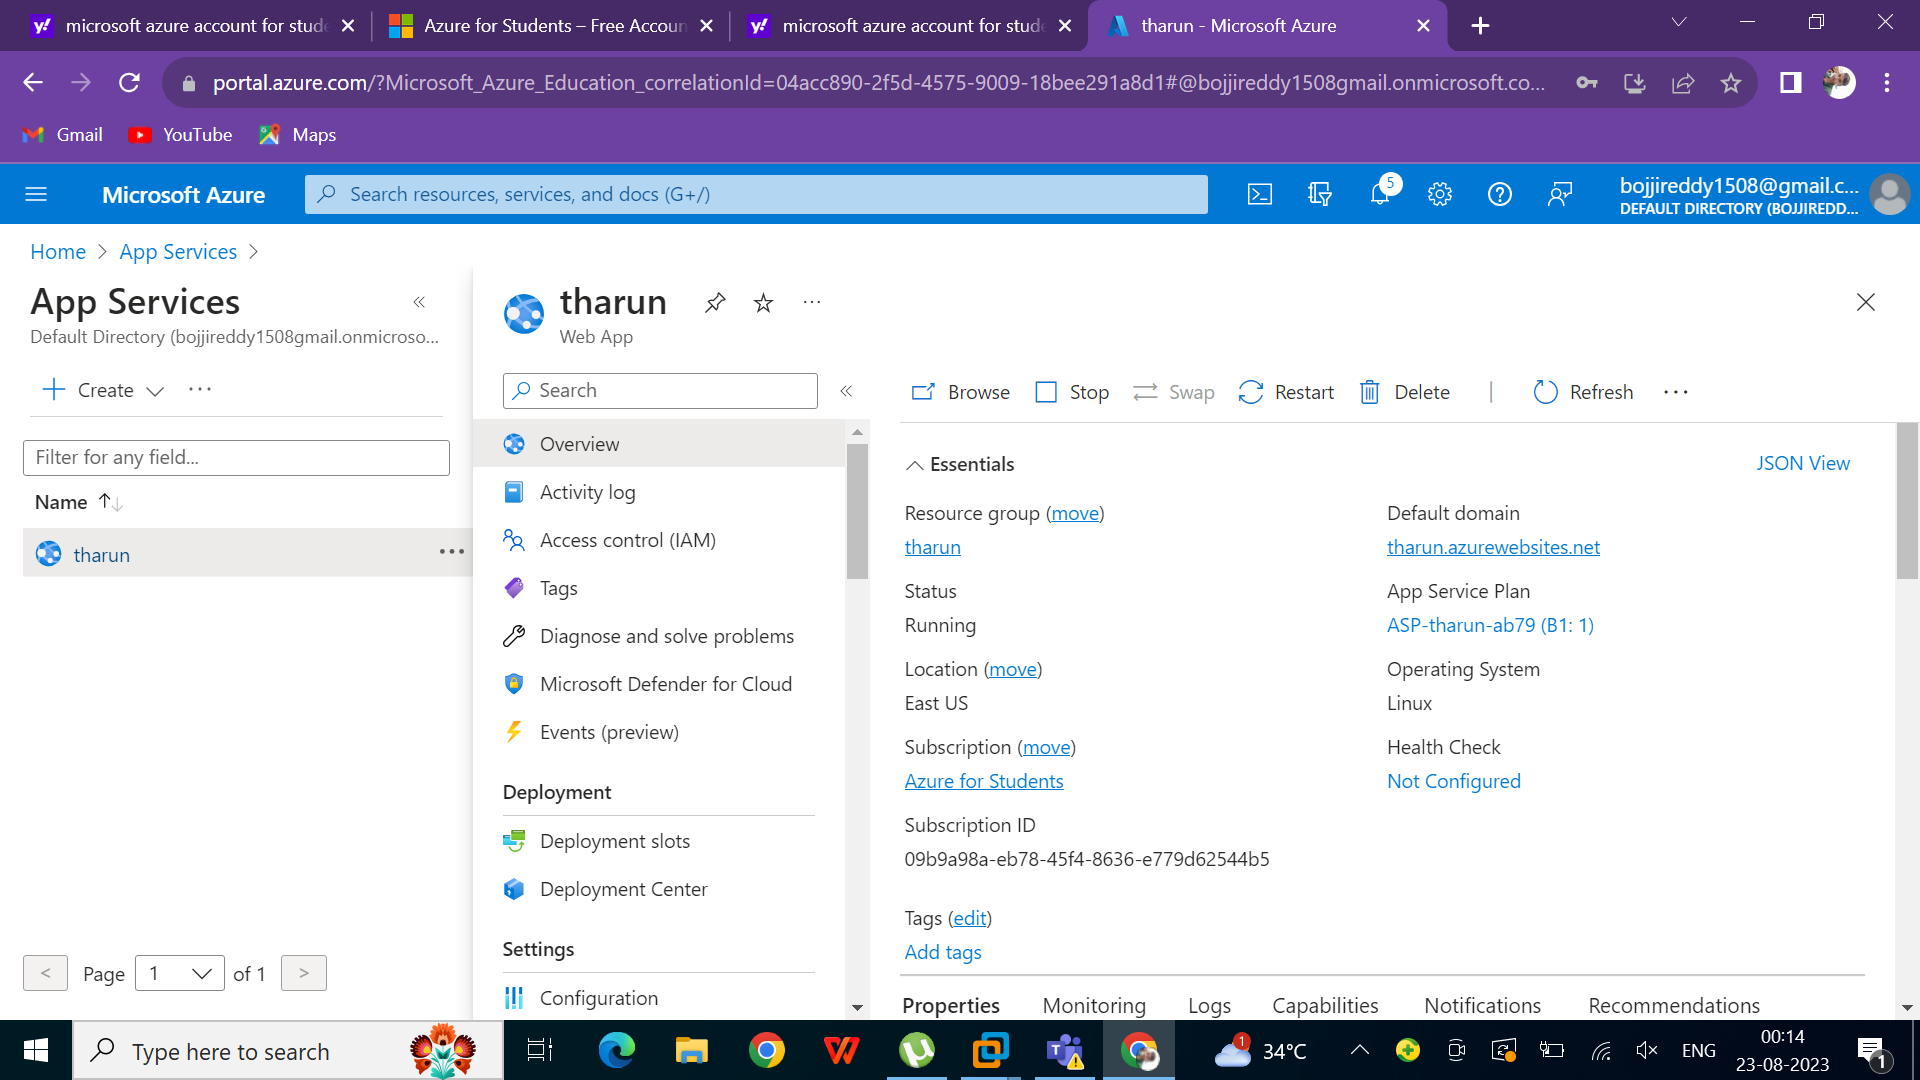 microsoft azure account for stude
Azure for Students – Free Accoun
microsoft azure account for stude
tharun - Microsoft Azure
portal.azure.com/?Microsoft_Azure_Education_correlationId=04acc890-2f5d-4575-9009-18bee291a8d1#@bojjireddy1508gmail.onmicrosoft.co...
Gmail
YouTube
Maps
Microsoft Azure
Search resources, services, and docs (G+/)
5
bojjireddy1508@gmail.c...
DEFAULT DIRECTORY (BOJJIREDD...
Home > App Services >
App Services
Default Directory (bojjireddy1508gmail.onmicroso...
Create
Filter for any field...
Name
tharun
< Page 1 of 1 >
tharun
Web App
Search
Overview
Activity log
Access control (IAM)
Tags
Diagnose and solve problems
Microsoft Defender for Cloud
Events (preview)
Deployment
Deployment slots
Deployment Center
Settings
Configuration
Browse Stop Swap Restart Delete | Refresh
Essentials
JSON View
Resource group (move)
tharun
Status
Running
Location (move)
East US
Subscription (move)
Azure for Students
Subscription ID
09b9a98a-eb78-45f4-8636-e779d62544b5
Default domain
tharun.azurewebsites.net
App Service Plan
ASP-tharun-ab79 (B1: 1)
Operating System
Linux
Health Check
Not Configured
Tags (edit)
Add tags
Properties Monitoring Logs Capabilities Notifications Recommendations
Type here to search
1
34°C
ENG
00:14
23-08-2023
1